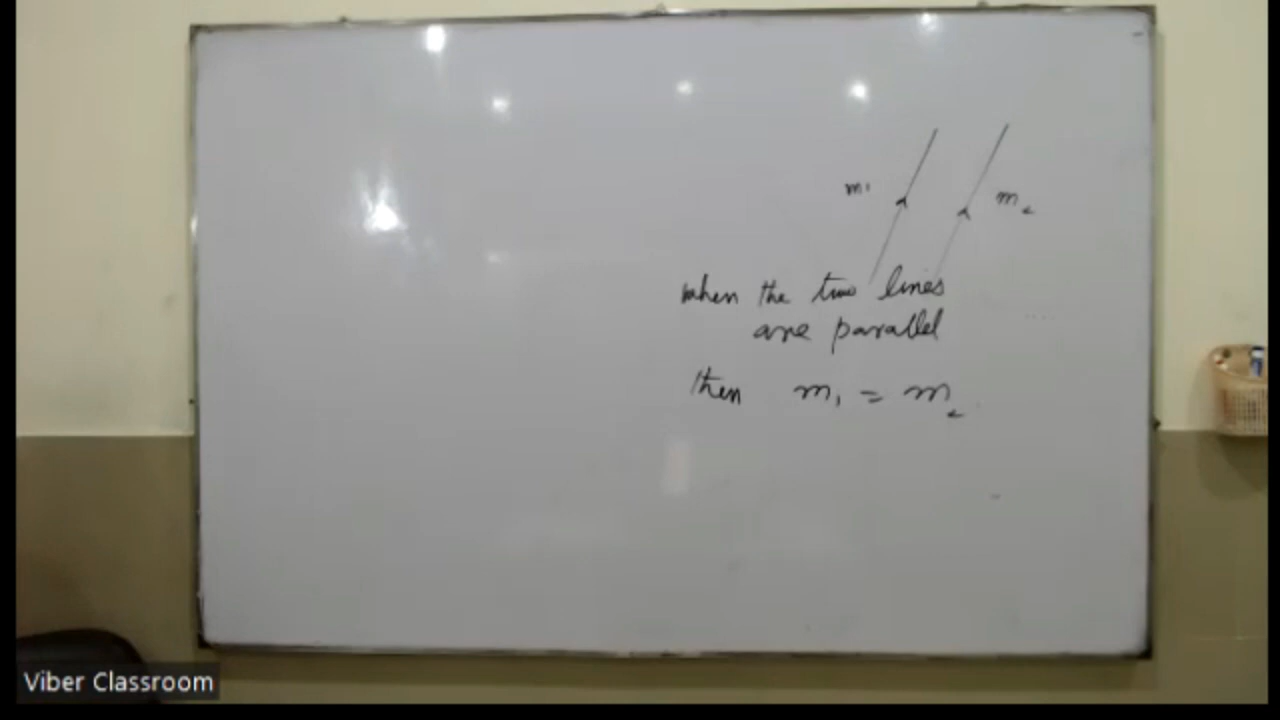 m1
m2
when the two lines
are parallel
then m1 = m2
Viber Classroom